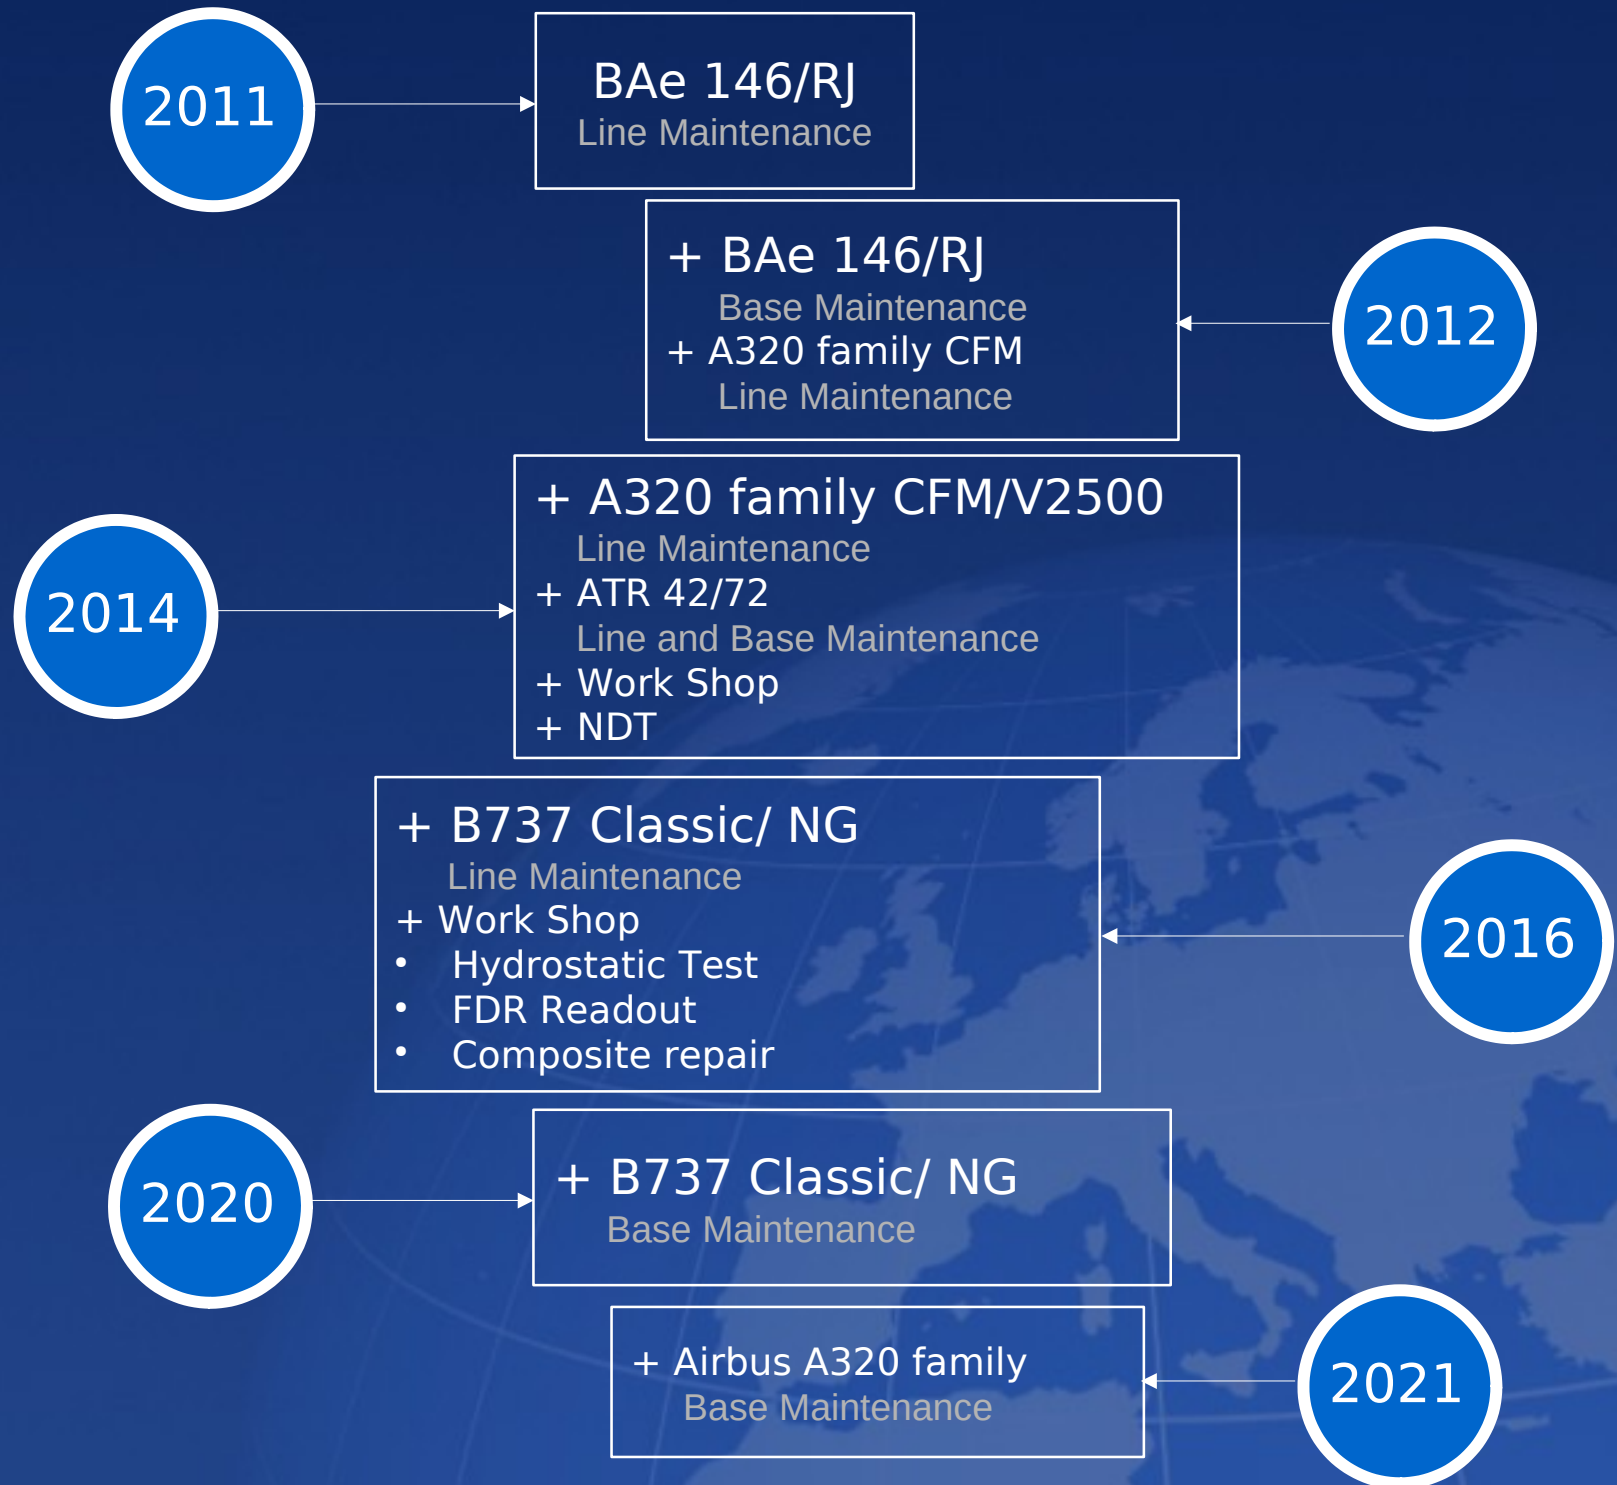 2011
BAe 146/RJ
Line Maintenance
+ BAe 146/RJ
Base Maintenance
+ A320 family CFM
Line Maintenance
2012
+ A320 family CFM/V2500
Line Maintenance
+ ATR 42/72
Line and Base Maintenance
+ Work Shop
+ NDT
2014
+ B737 Classic/ NG
Line Maintenance
+ Work Shop
• Hydrostatic Test
• FDR Readout
• Composite repair
2016
2020
+ B737 Classic/ NG
Base Maintenance
+ Airbus A320 family
Base Maintenance
2021